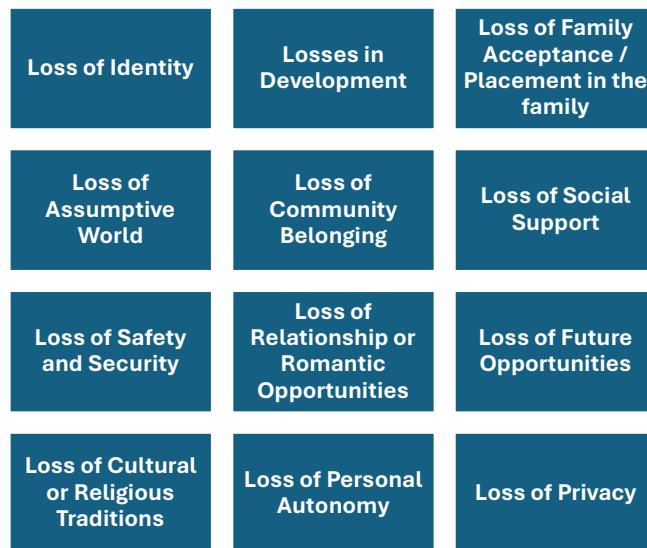 Loss of Identity
Losses in
Development
Loss of Family
Acceptance /
Placement in the
family
Loss of
Assumptive
World
Loss of
Community
Belonging
Loss of Social
Support
Loss of Safety
and Security
Loss of
Relationship or
Romantic
Opportunities
Loss of Future
Opportunities
Loss of Cultural
or Religious
Traditions
Loss of Personal
Autonomy
Loss of Privacy